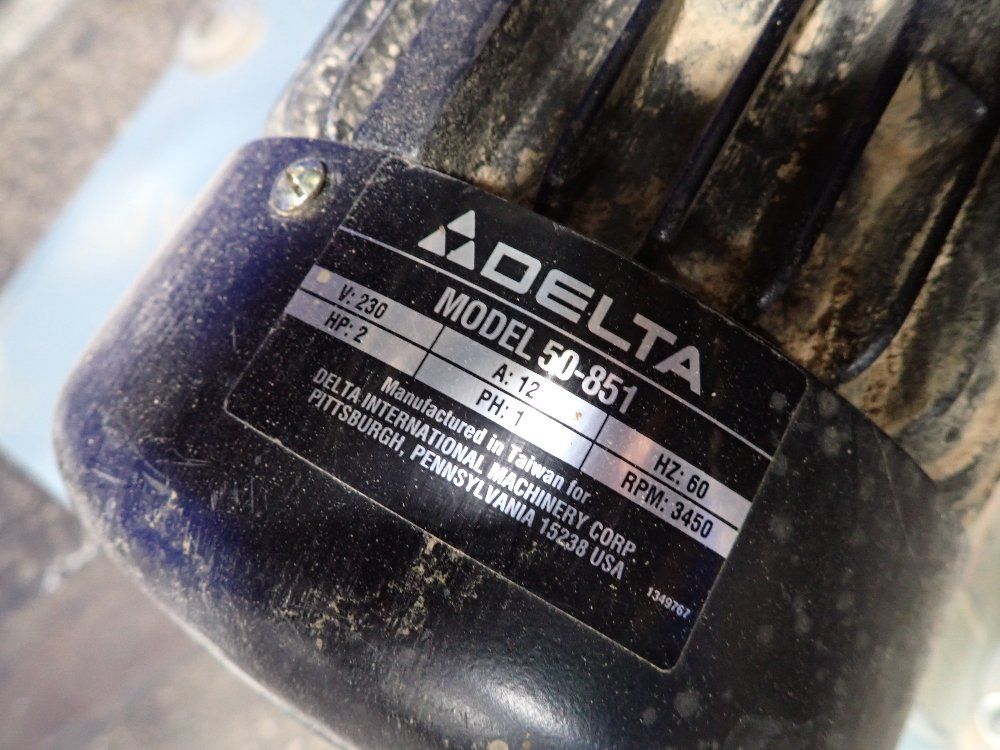 DELTA
MODEL 50-851
V: 230 A: 12 HZ: 60
HP: 2 PH: 1 RPM: 3450
Manufactured in Taiwan for
DELTA INTERNATIONAL MACHINERY CORP.
PITTSBURGH, PENNSYLVANIA 15238 USA
1349767